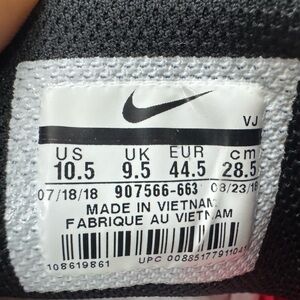 VJ
US UK EUR cm
10.5 9.5 44.5 28.5
07/18/18 907566-663 08/23/18
MADE IN VIETNAM
FABRIQUE AU VIETNAM
108619861 UPC